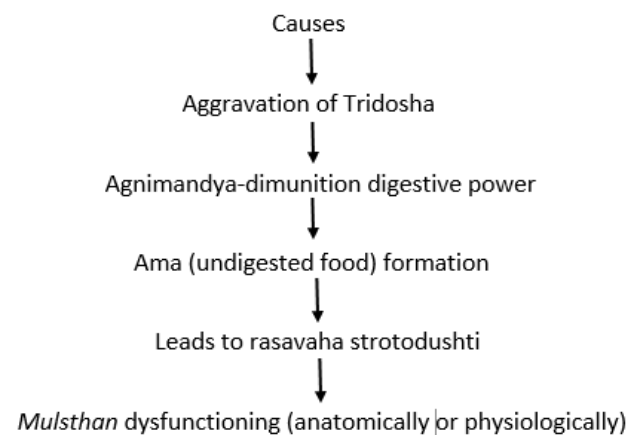 Causes
Aggravation of Tridosha
Agnimandya-dimunition digestive power
Ama (undigested food) formation
Leads to rasavaha strotodushti
Mulsthan dysfunctioning (anatomically or physiologically)